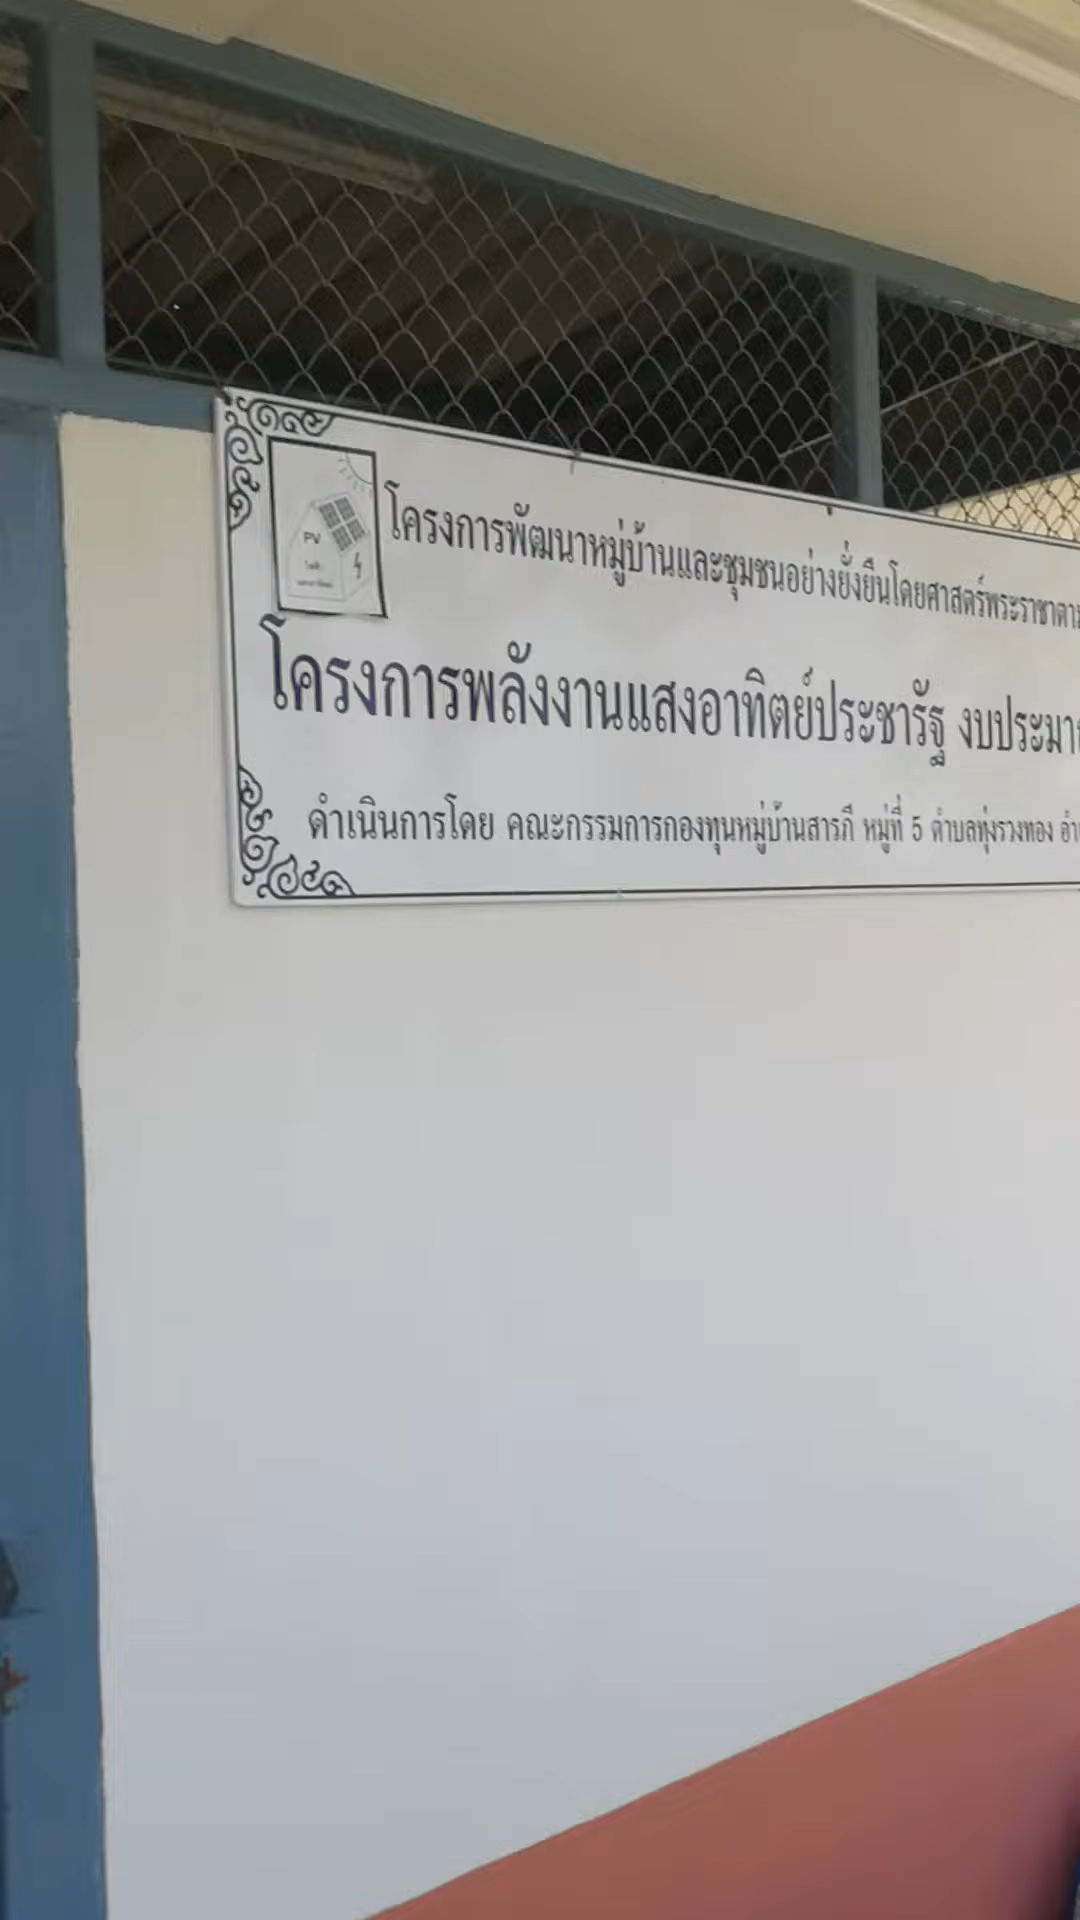 PV
โครงการพัฒนาหมู่บ้านและชุมชนอย่างยั่งยืนโดยศาสตร์พระราชาตาม
โครงการพลังงานแสงอาทิตย์ประชารัฐ งบประมาณ
ดำเนินการโดย คณะกรรมการกองทุนหมู่บ้านสารภี หมู่ที่ 5 ตำบลทุ่งรวงทอง